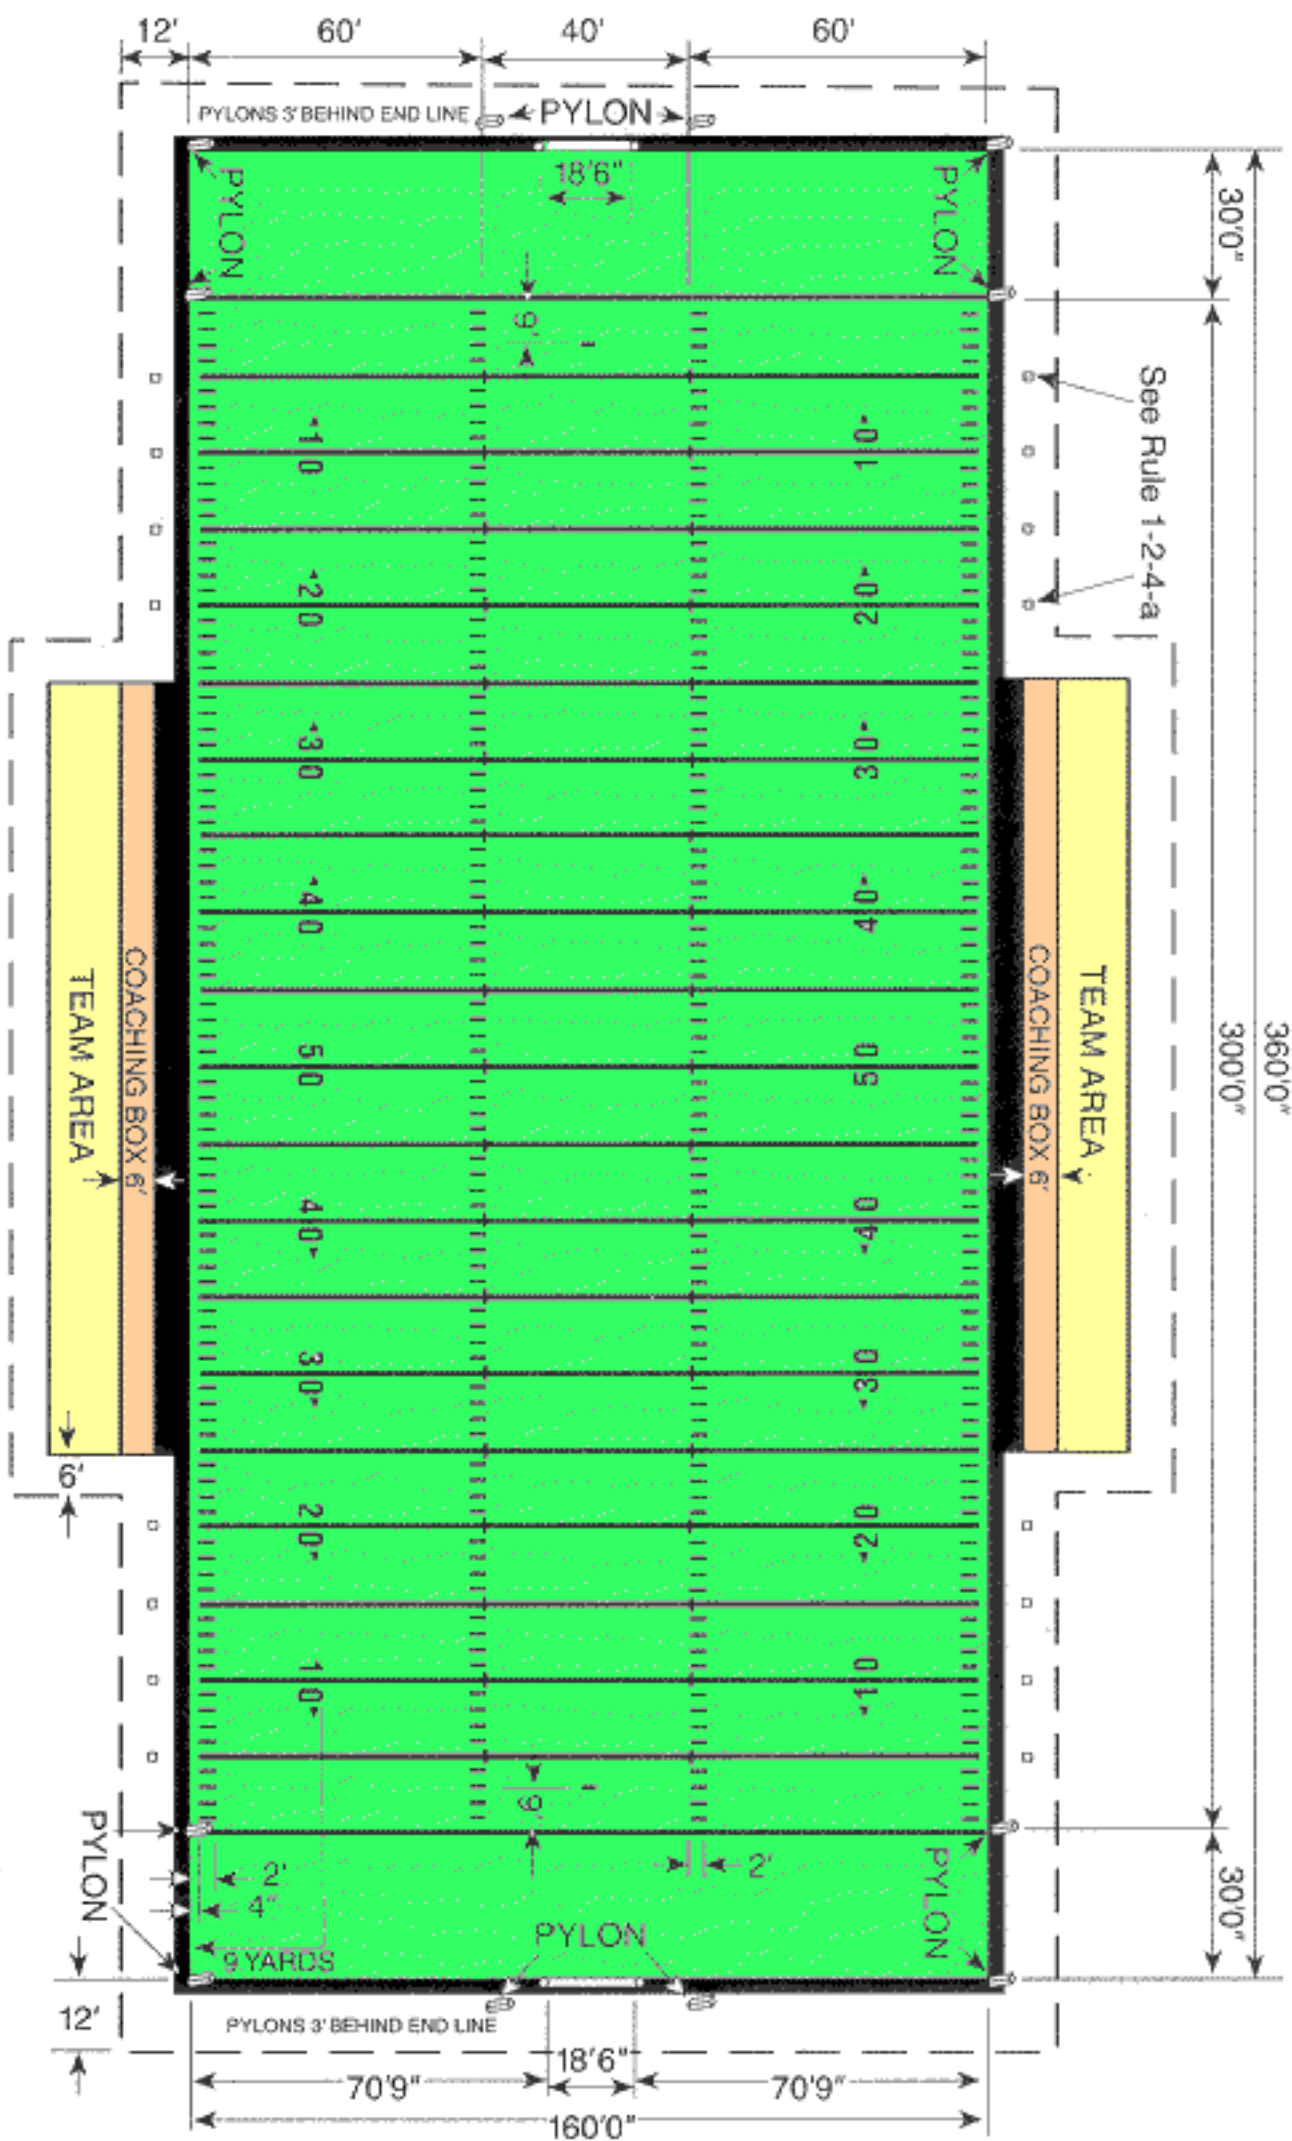 12' 60' 40' 60'
PYLONS 3' BEHIND END LINE PYLON
18'6"
PYLON PYLON
30'0"
9'
See Rule 1-2-4-a
10 10
20 20
30 30
40 40
50 50
40 40
30 30
20 20
10 10
TEAM AREA
COACHING BOX 6'
COACHING BOX 6'
TEAM AREA
300'0"
360'0"
6'
9'
PYLON
2' 2'
4"
PYLON
PYLON
30'0"
9 YARDS
12'
PYLONS 3' BEHIND END LINE
18'6"
70'9" 70'9"
160'0"